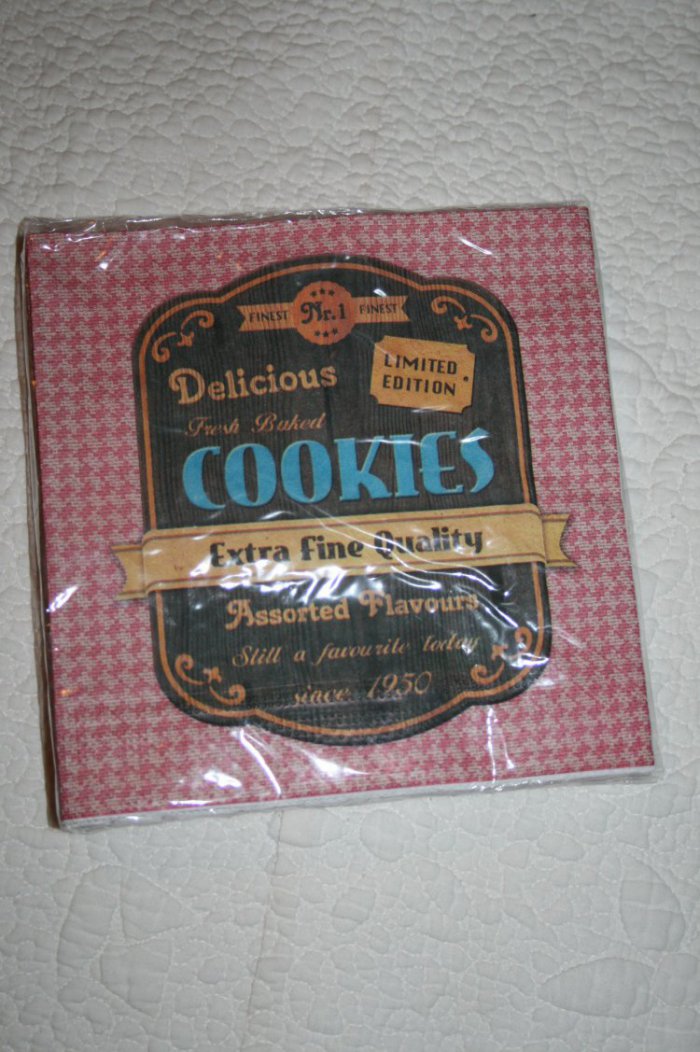 FINEST Nr.1 FINEST
LIMITED
EDITION*
Delicious
Fresh Baked
COOKIES
Extra Fine Quality
Assorted Flavours
Still a favourite today
since 1950